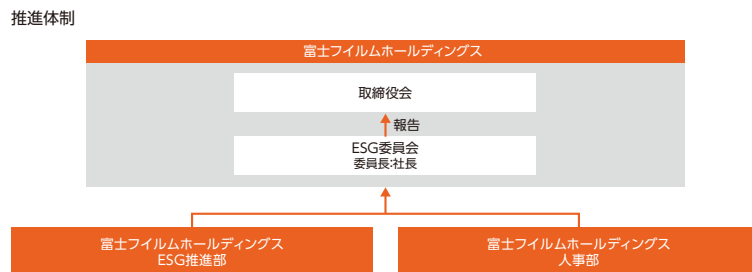 推進体制
富士フイルムホールディングス
取締役会
報告
ESG委員会
委員長:社長
富士フイルムホールディングス
ESG推進部
富士フイルムホールディングス
人事部